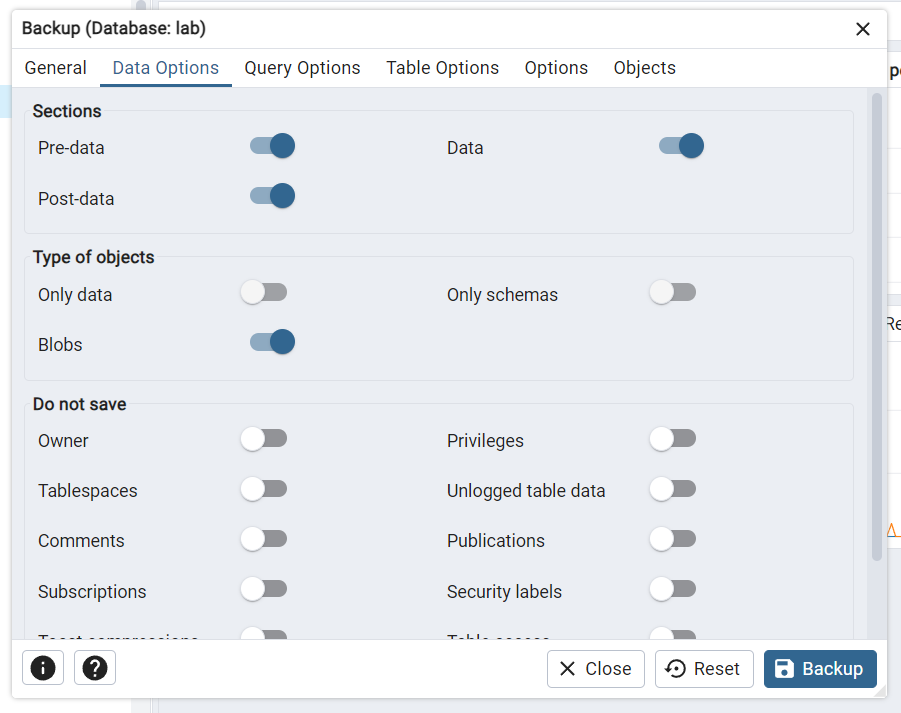 Backup (Database: lab)
General Data Options Query Options Table Options Options Objects
Sections
Pre-data Data
Post-data
Type of objects
Only data Only schemas
Blobs
Do not save
Owner Privileges
Tablespaces Unlogged table data
Comments Publications
Subscriptions Security labels
Close Reset Backup